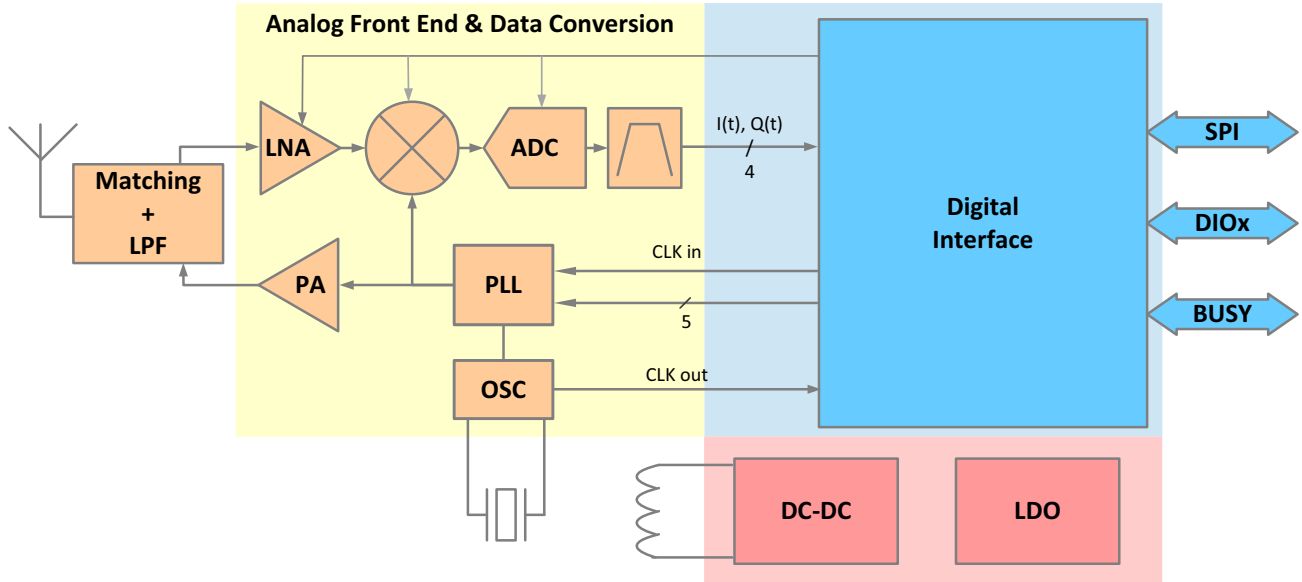 Analog Front End & Data Conversion
LNA
ADC
I(t), Q(t)
4
Matching
+
LPF
PA
PLL
CLK in
5
OSC
CLK out
Digital
Interface
SPI
DIOx
BUSY
DC-DC
LDO